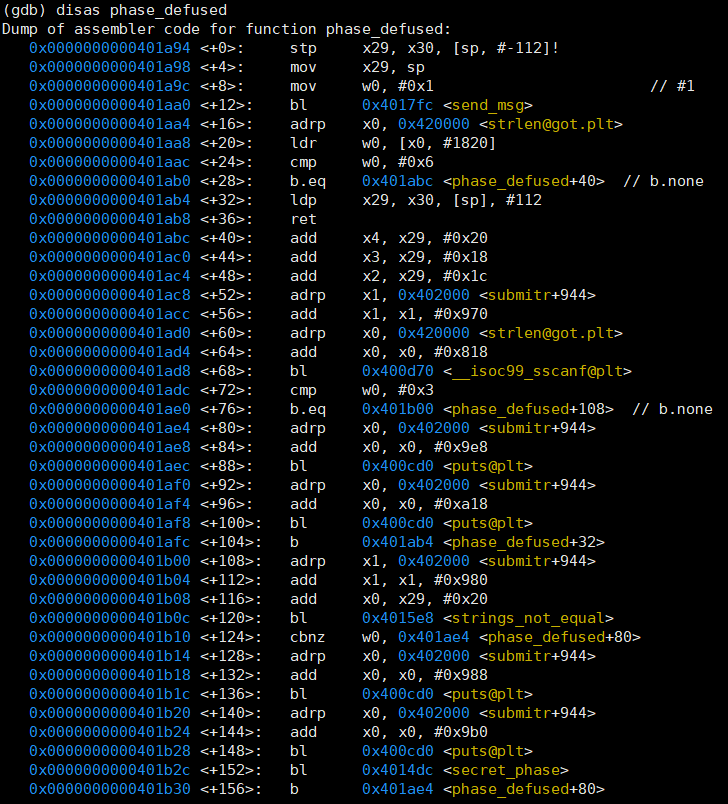 (gdb) disas phase_defused
Dump of assembler code for function phase_defused:
   0x0000000000401a94 <+0>:	stp	x29, x30, [sp, #-112]!
   0x0000000000401a98 <+4>:	mov	x29, sp
   0x0000000000401a9c <+8>:	mov	w0, #0x1                   	// #1
   0x0000000000401aa0 <+12>:	bl	0x4017fc <send_msg>
   0x0000000000401aa4 <+16>:	adrp	x0, 0x420000 <strlen@got.plt>
   0x0000000000401aa8 <+20>:	ldr	w0, [x0, #1820]
   0x0000000000401aac <+24>:	cmp	w0, #0x6
   0x0000000000401ab0 <+28>:	b.eq	0x401abc <phase_defused+40>  // b.none
   0x0000000000401ab4 <+32>:	ldp	x29, x30, [sp], #112
   0x0000000000401ab8 <+36>:	ret
   0x0000000000401abc <+40>:	add	x4, x29, #0x20
   0x0000000000401ac0 <+44>:	add	x3, x29, #0x18
   0x0000000000401ac4 <+48>:	add	x2, x29, #0x1c
   0x0000000000401ac8 <+52>:	adrp	x1, 0x402000 <submitr+944>
   0x0000000000401acc <+56>:	add	x1, x1, #0x970
   0x0000000000401ad0 <+60>:	adrp	x0, 0x420000 <strlen@got.plt>
   0x0000000000401ad4 <+64>:	add	x0, x0, #0x818
   0x0000000000401ad8 <+68>:	bl	0x400d70 <__isoc99_sscanf@plt>
   0x0000000000401adc <+72>:	cmp	w0, #0x3
   0x0000000000401ae0 <+76>:	b.eq	0x401b00 <phase_defused+108>  // b.none
   0x0000000000401ae4 <+80>:	adrp	x0, 0x402000 <submitr+944>
   0x0000000000401ae8 <+84>:	add	x0, x0, #0x9e8
   0x0000000000401aec <+88>:	bl	0x400cd0 <puts@plt>
   0x0000000000401af0 <+92>:	adrp	x0, 0x402000 <submitr+944>
   0x0000000000401af4 <+96>:	add	x0, x0, #0xa18
   0x0000000000401af8 <+100>:	bl	0x400cd0 <puts@plt>
   0x0000000000401afc <+104>:	b	0x401ab4 <phase_defused+32>
   0x0000000000401b00 <+108>:	adrp	x1, 0x402000 <submitr+944>
   0x0000000000401b04 <+112>:	add	x1, x1, #0x980
   0x0000000000401b08 <+116>:	add	x0, x29, #0x20
   0x0000000000401b0c <+120>:	bl	0x4015e8 <strings_not_equal>
   0x0000000000401b10 <+124>:	cbnz	w0, 0x401ae4 <phase_defused+80>
   0x0000000000401b14 <+128>:	adrp	x0, 0x402000 <submitr+944>
   0x0000000000401b18 <+132>:	add	x0, x0, #0x988
   0x0000000000401b1c <+136>:	bl	0x400cd0 <puts@plt>
   0x0000000000401b20 <+140>:	adrp	x0, 0x402000 <submitr+944>
   0x0000000000401b24 <+144>:	add	x0, x0, #0x9b0
   0x0000000000401b28 <+148>:	bl	0x400cd0 <puts@plt>
   0x0000000000401b2c <+152>:	bl	0x4014dc <secret_phase>
   0x0000000000401b30 <+156>:	b	0x401ae4 <phase_defused+80>